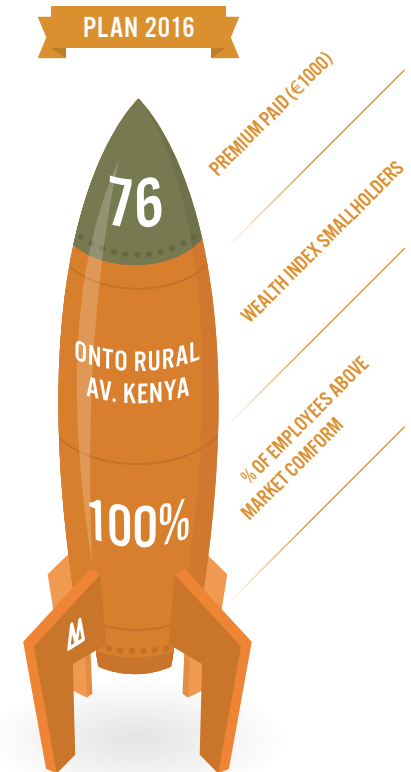 PLAN 2016
PREMIUM PAID (€1000)
76
WEALTH INDEX SMALLHOLDERS
ONTO RURAL
AV. KENYA
% OF EMPLOYEES ABOVE
MARKET COMFORM
100%